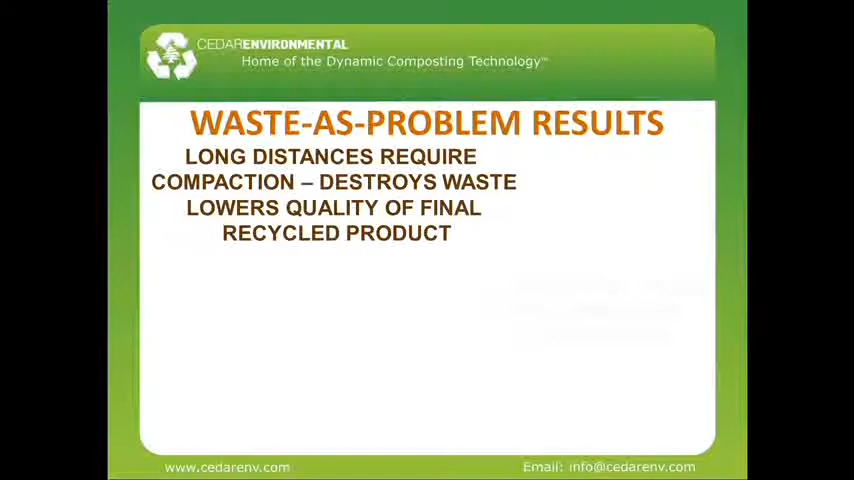 CEDARENVIRONMENTAL
Home of the Dynamic Composting Technology™
WASTE-AS-PROBLEM RESULTS
LONG DISTANCES REQUIRE
COMPACTION – DESTROYS WASTE
LOWERS QUALITY OF FINAL
RECYCLED PRODUCT
www.cedarenv.com
Email: info@cedarenv.com